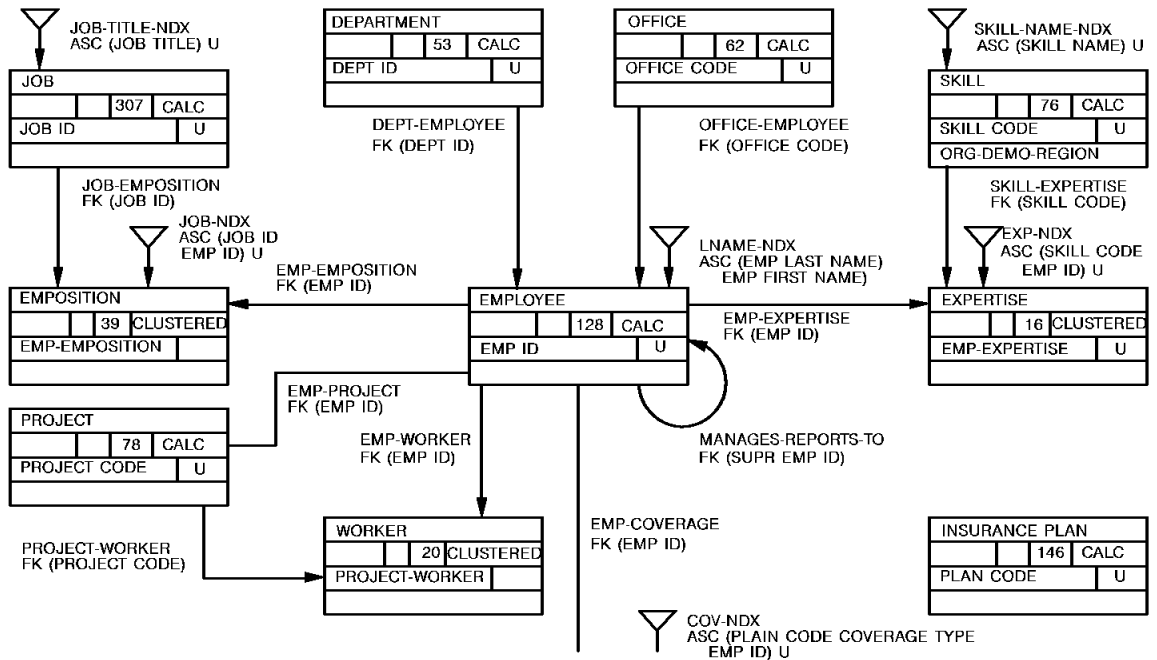 JOB-TITLE-NDX
ASC (JOB TITLE) U
JOB
307 CALC
JOB ID U
DEPARTMENT
53 CALC
DEPT ID U
OFFICE
62 CALC
OFFICE CODE U
SKILL-NAME-NDX
ASC (SKILL NAME) U
SKILL
76 CALC
SKILL CODE U
ORG-DEMO-REGION
JOB-EMPOSITION
FK (JOB ID)
DEPT-EMPLOYEE
FK (DEPT ID)
OFFICE-EMPLOYEE
FK (OFFICE CODE)
SKILL-EXPERTISE
FK (SKILL CODE)
JOB-NDX
ASC (JOB ID
EMP ID) U
LNAME-NDX
ASC (EMP LAST NAME)
EMP FIRST NAME)
EXP-NDX
ASC (SKILL CODE
EMP ID) U
EMP-EMPOSITION
FK (EMP ID)
EMPOSITION
39 CLUSTERED
EMP-EMPOSITION
EMPLOYEE
128 CALC
EMP ID U
EMP-EXPERTISE
FK (EMP ID)
EXPERTISE
16 CLUSTERED
EMP-EXPERTISE U
EMP-PROJECT
FK (EMP ID)
PROJECT
78 CALC
PROJECT CODE U
EMP-WORKER
FK (EMP ID)
MANAGES-REPORTS-TO
FK (SUPR EMP ID)
PROJECT-WORKER
FK (PROJECT CODE)
WORKER
20 CLUSTERED
PROJECT-WORKER
EMP-COVERAGE
FK (EMP ID)
INSURANCE PLAN
146 CALC
PLAN CODE U
COV-NDX
ASC (PLAIN CODE COVERAGE TYPE
EMP ID) U